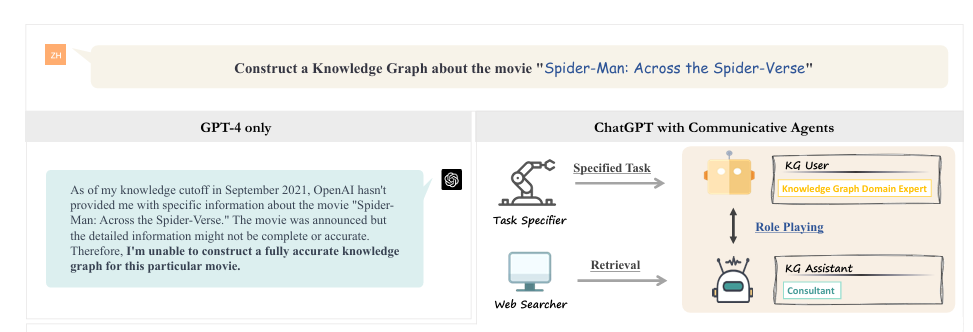 ZH
Construct a Knowledge Graph about the movie "Spider-Man: Across the Spider-Verse"
GPT-4 only
As of my knowledge cutoff in September 2021, OpenAI hasn't
provided me with specific information about the movie "Spider-
Man: Across the Spider-Verse." The movie was announced but
the detailed information might not be complete or accurate.
Therefore, I'm unable to construct a fully accurate knowledge
graph for this particular movie.
ChatGPT with Communicative Agents
Specified Task
Task Specifier
KG User
Knowledge Graph Domain Expert
Role Playing
Retrieval
Web Searcher
KG Assistant
Consultant